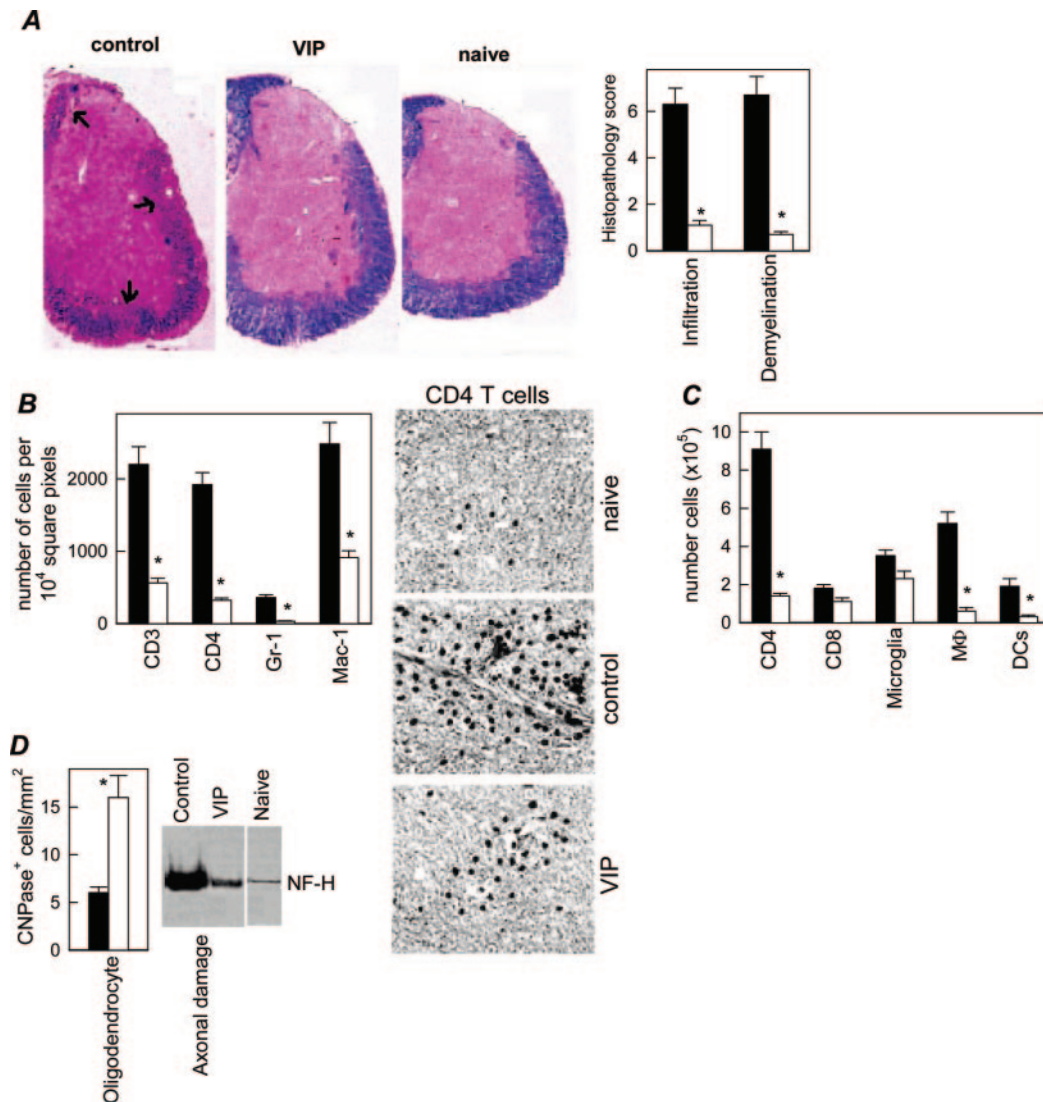 A
control
VIP
naive
Histopathology score
6
4
2
0
*
*
Infiltration
Demyelination
B
number of cells per
10⁴ square pixels
2000
1000
0
*
*
*
*
CD3
CD4
Gr-1
Mac-1
CD4 T cells
naive
control
VIP
C
number cells (x10⁵)
10
8
6
4
2
0
*
*
*
CD4
CD8
Microglia
MΦ
DCs
D
CNPase⁺ cells/mm²
15
10
5
0
*
Oligodendrocyte
Control
VIP
Naive
NF-H
Axonal damage